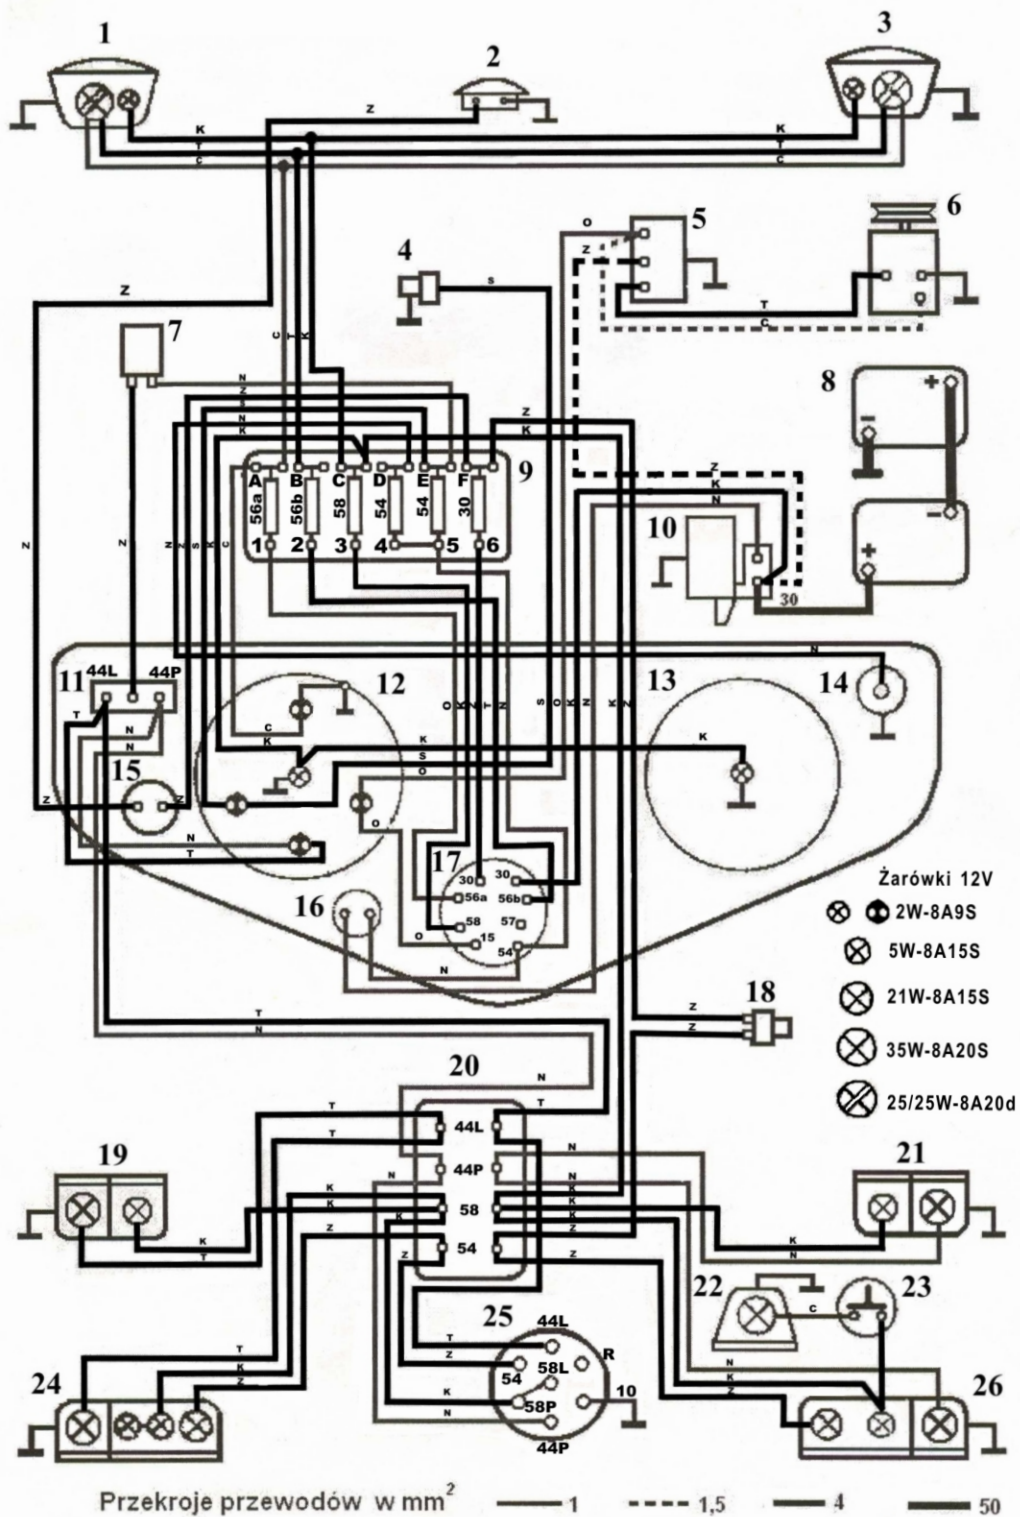 1
2
3
Z
K
K
T
T
C
C
4
5
6
O
Z
S
T
C
Z
7
8
C T K
+
-
N
Z
S
N
K
Z
K
9
A B C D E F
56a 56b 58 54 54 30
1 2 3 4 5 6
Z
K
N
10
-
+
30
Z
Z
N Z S K C
N
11
44L
44P
12
13
14
O K Z T N
S O K N
K Z
T
N
N
C
K
K
S
O
K
15
Z
Z
N
T
O
16
17
30
30
56a
56b
58
57
15
54
O
N
Żarówki 12V
2W-8A9S
5W-8A15S
21W-8A15S
35W-8A20S
25/25W-8A20d
18
Z
Z
T
N
20
N
T
T
T
44L
44P
58
54
N
N
N
K
K
K
K
K
K
Z
Z
Z
Z
19
21
K
T
K
N
22
23
C
25
44L
T
Z
54
58L
R
K
N
58P
10
44P
24
T
K
Z
N
K
Z
26
Przekroje przewodów w mm²
1
1,5
4
50